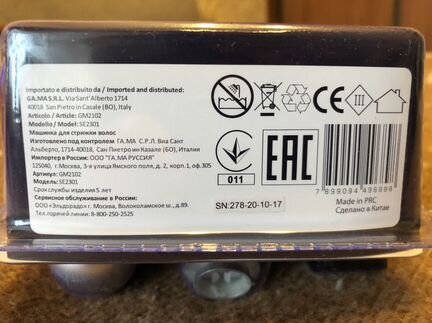 Importato e distribuito da / Imported and distributed:
GA.MA S.R.L. Via Sant'Alberto 1714
40018 San Pietro in Casale (BO), Italy
Articolo / Article: GM2102
Modello / Model: SE2301
Машинка для стрижки волос
Изготовлено под контролем ГА.МА С.Р.Л. Виа Сант
Альберто, 1714-40018, Сан Пиетро ин Казале (БО), Италия
Импортер в России: ООО "ГА.МА РУССИЯ"
125040, г. Москва, 3-я улица Ямского поля, д. 2, корп.1, оф.305
Артикул: GM2102
Модель: SE2301
Срок службы изделия 5 лет
Сервисное обслуживание в России:
ООО «Эльдорадо» г. Москва, Волоколамское ш., д.89.
Тел.горячей линии: 8-800-250-2525
CE
III
011
EAC
SN:278-20-10-17
7 899094 496898
Made in PRC
Сделано в Китае